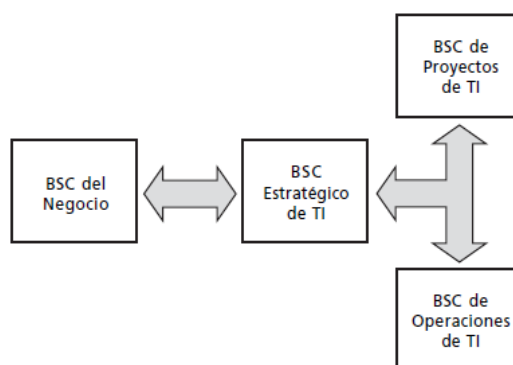 BSC de
Proyectos
de TI
BSC del
Negocio
BSC
Estratégico
de TI
BSC de
Operaciones
de TI